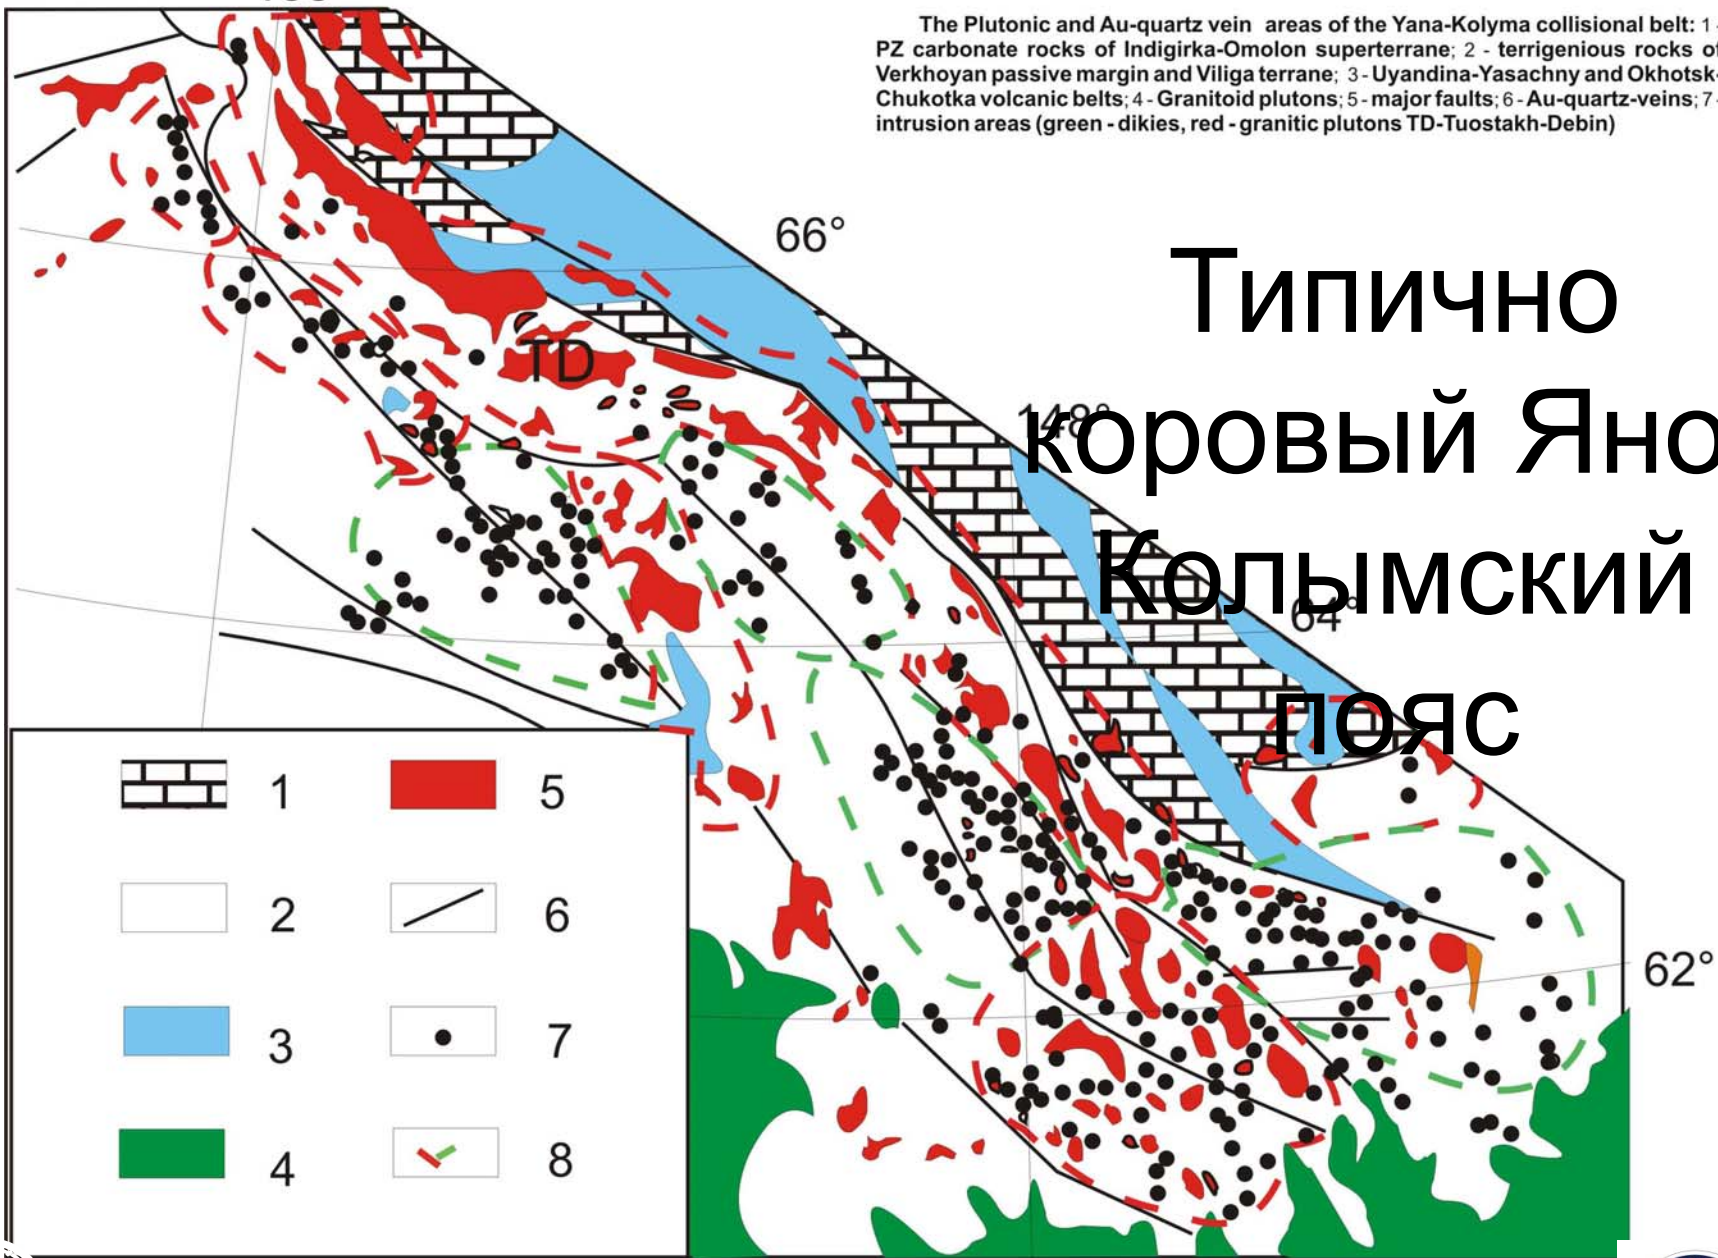 The Plutonic and Au-quartz vein areas of the Yana-Kolyma collisional belt: 1 -
PZ carbonate rocks of Indigirka-Omolon superterrane; 2 - terrigenious rocks of
Verkhoyan passive margin and Viliga terrane; 3 - Uyandina-Yasachny and Okhotsk-
Chukotka volcanic belts; 4 - Granitoid plutons; 5 - major faults; 6 - Au-quartz-veins; 7 -
intrusion areas (green - dikies, red - granitic plutons TD-Tuostakh-Debin)
66°
Типично
коровый Яно
Колымский
пояс
TD
148°
64°
62°
1
5
2
6
3
7
4
8